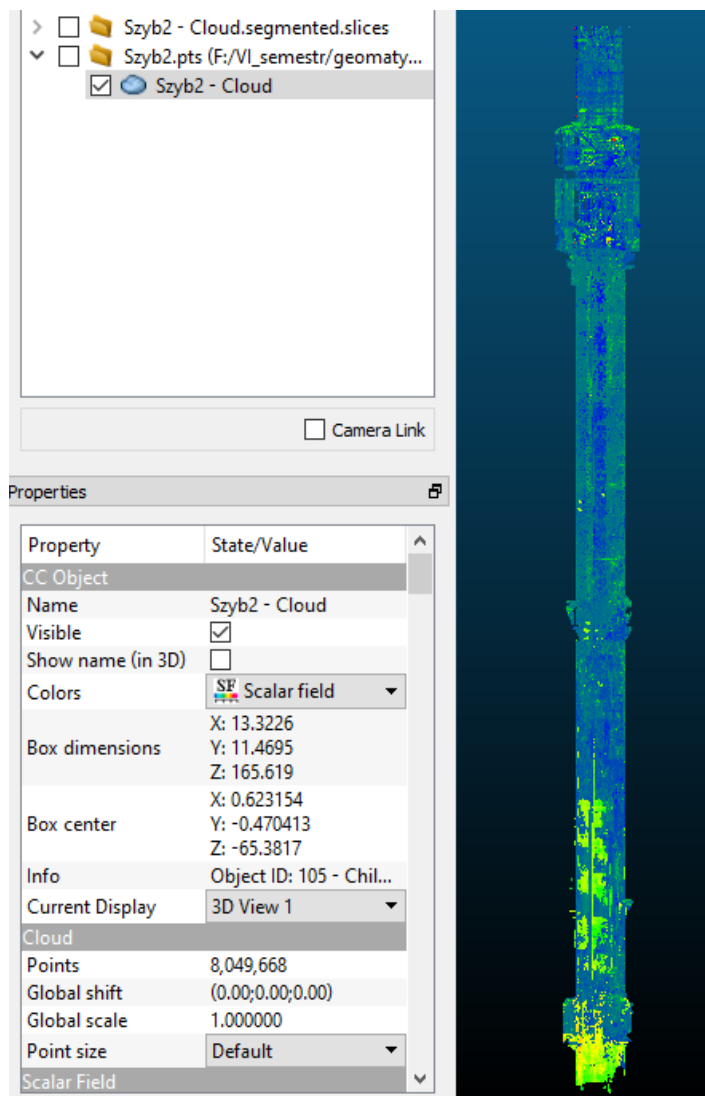 Szyb2 - Cloud.segmented.slices
Szyb2.pts (F:/VI_semestr/geomaty...
Szyb2 - Cloud
Camera Link
Properties
Property State/Value
CC Object
Name Szyb2 - Cloud
Visible
Show name (in 3D)
Colors SF Scalar field
Box dimensions X: 13.3226
Y: 11.4695
Z: 165.619
Box center X: 0.623154
Y: -0.470413
Z: -65.3817
Info Object ID: 105 - Chil...
Current Display 3D View 1
Cloud
Points 8,049,668
Global shift (0.00;0.00;0.00)
Global scale 1.000000
Point size Default
Scalar Field